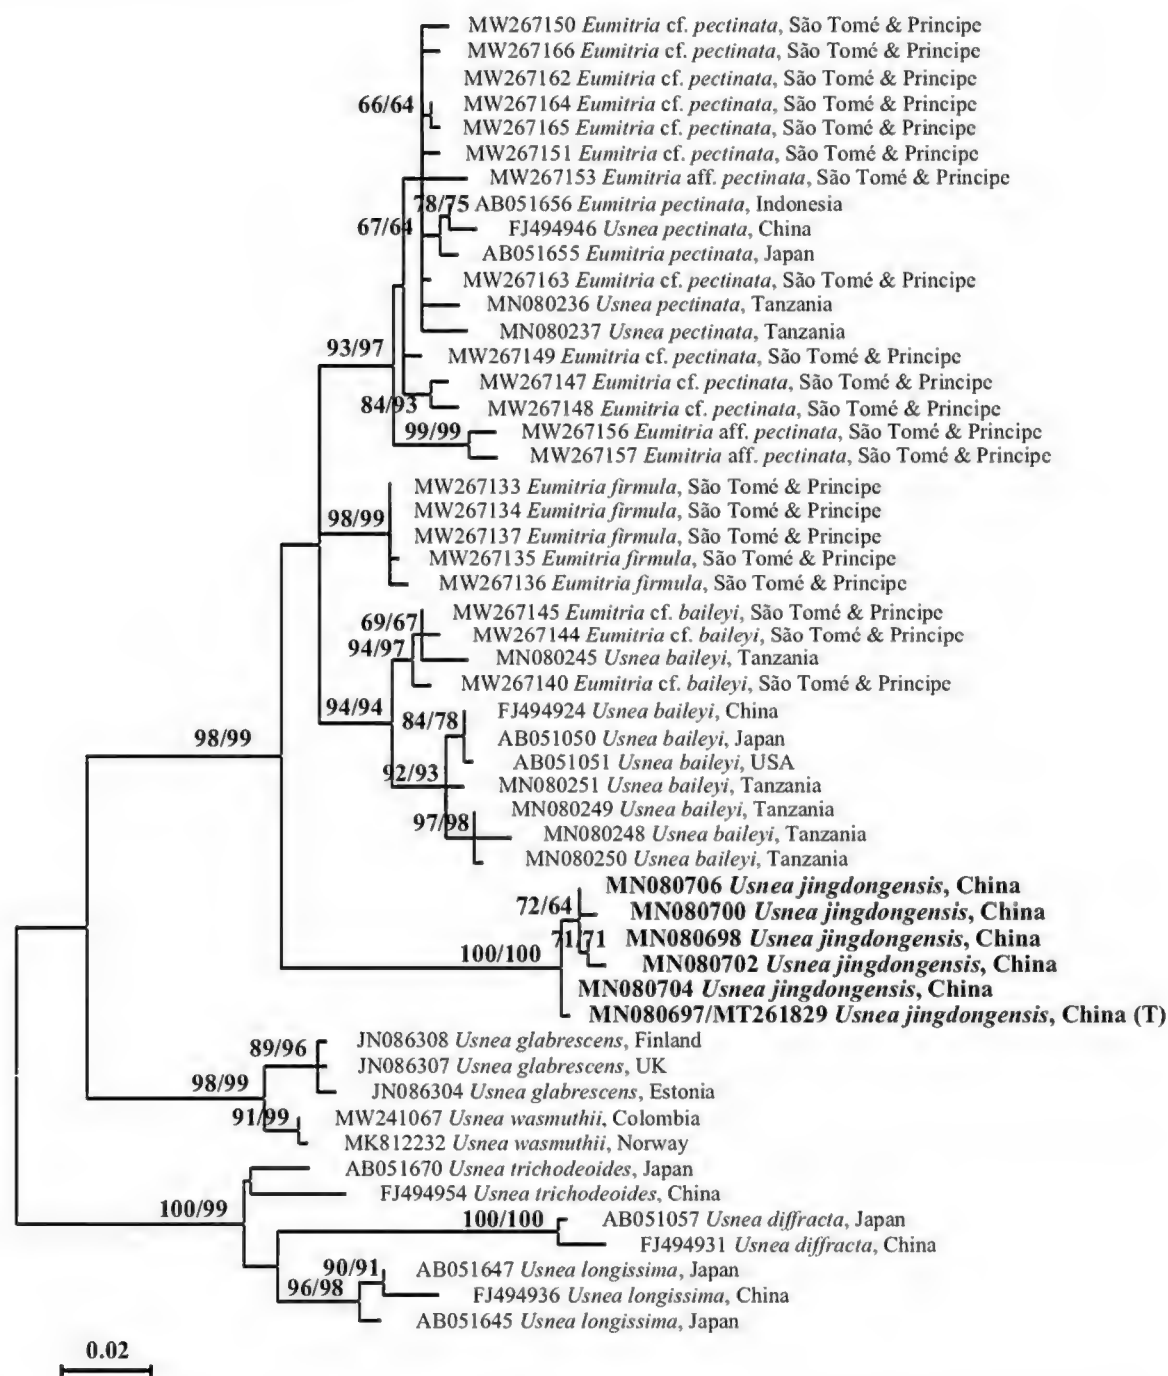 MW267150 Eumitria cf. pectinata, São Tomé & Principe
MW267166 Eumitria cf. pectinata, São Tomé & Principe
MW267162 Eumitria cf. pectinata, São Tomé & Principe
66/64 MW267164 Eumitria cf. pectinata, São Tomé & Principe
MW267165 Eumitria cf. pectinata, São Tomé & Principe
MW267151 Eumitria cf. pectinata, São Tomé & Principe
MW267153 Eumitria aff. pectinata, São Tomé & Principe
78/75 AB051656 Eumitria pectinata, Indonesia
67/64 FJ494946 Usnea pectinata, China
AB051655 Eumitria pectinata, Japan
MW267163 Eumitria cf. pectinata, São Tomé & Principe
MN080236 Usnea pectinata, Tanzania
MN080237 Usnea pectinata, Tanzania
93/97 MW267149 Eumitria cf. pectinata, São Tomé & Principe
MW267147 Eumitria cf. pectinata, São Tomé & Principe
84/93 MW267148 Eumitria cf. pectinata, São Tomé & Principe
99/99 MW267156 Eumitria aff. pectinata, São Tomé & Principe
MW267157 Eumitria aff. pectinata, São Tomé & Principe
MW267133 Eumitria firmula, São Tomé & Principe
MW267134 Eumitria firmula, São Tomé & Principe
98/99 MW267137 Eumitria firmula, São Tomé & Principe
MW267135 Eumitria firmula, São Tomé & Principe
MW267136 Eumitria firmula, São Tomé & Principe
MW267145 Eumitria cf. baileyi, São Tomé & Principe
69/67 MW267144 Eumitria cf. baileyi, São Tomé & Principe
94/97 MN080245 Usnea baileyi, Tanzania
MW267140 Eumitria cf. baileyi, São Tomé & Principe
94/94 FJ494924 Usnea baileyi, China
84/78 AB051050 Usnea baileyi, Japan
98/99 AB051051 Usnea baileyi, USA
92/93 MN080251 Usnea baileyi, Tanzania
MN080249 Usnea baileyi, Tanzania
97/98 MN080248 Usnea baileyi, Tanzania
MN080250 Usnea baileyi, Tanzania
MN080706 Usnea jingdongensis, China
72/64 MN080700 Usnea jingdongensis, China
71/71 MN080698 Usnea jingdongensis, China
100/100 MN080702 Usnea jingdongensis, China
MN080704 Usnea jingdongensis, China
MN080697/MT261829 Usnea jingdongensis, China (T)
89/96 JN086308 Usnea glabrescens, Finland
JN086307 Usnea glabrescens, UK
98/99 JN086304 Usnea glabrescens, Estonia
91/99 MW241067 Usnea wasmuthii, Colombia
MK812232 Usnea wasmuthii, Norway
AB051670 Usnea trichodeoides, Japan
FJ494954 Usnea trichodeoides, China
100/99 100/100 AB051057 Usnea diffracta, Japan
FJ494931 Usnea diffracta, China
90/91 AB051647 Usnea longissima, Japan
96/98 FJ494936 Usnea longissima, China
AB051645 Usnea longissima, Japan
0.02